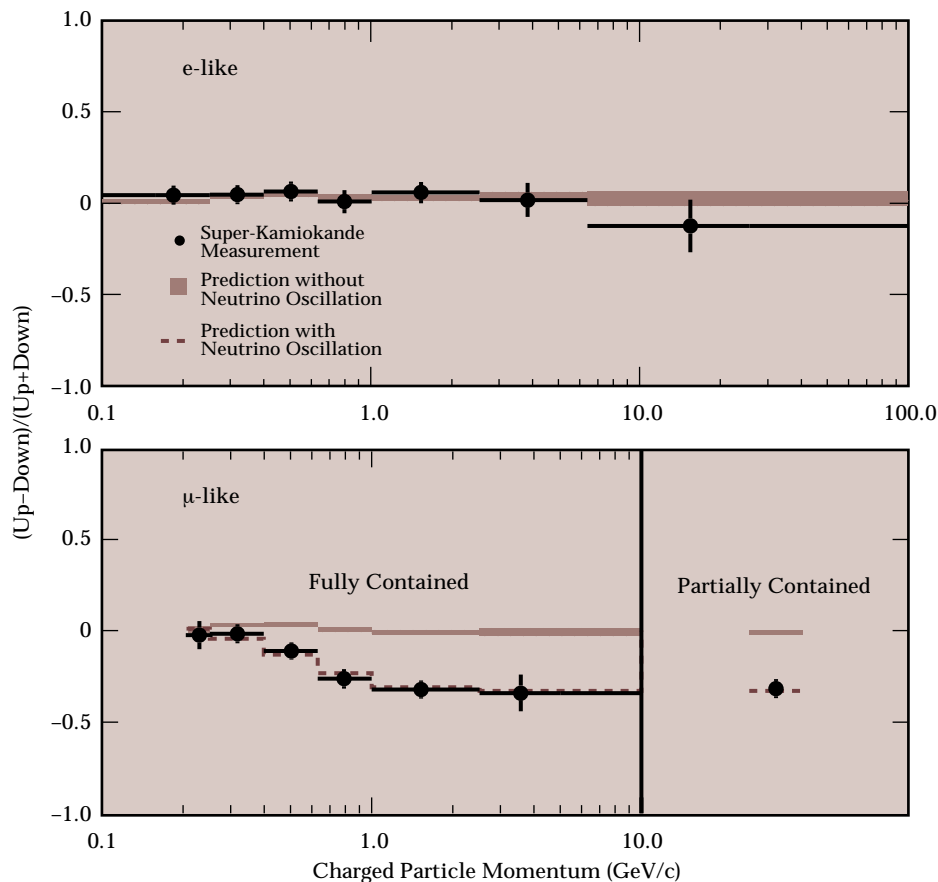 1.0
e-like
0.5
0
Super-Kamiokande
Measurement
Prediction without
Neutrino Oscillation
−0.5
Prediction with
Neutrino Oscillation
−1.0
0.1 1.0 10.0 100.0
(Up–Down)/(Up+Down)
1.0
μ-like
0.5
Fully Contained
Partially Contained
0
−0.5
−1.0
0.1 1.0 10.0
Charged Particle Momentum (GeV/c)